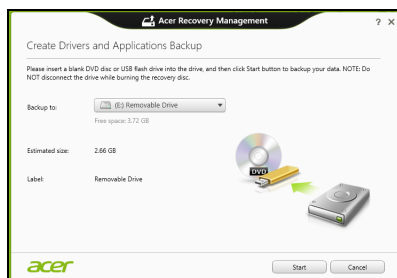 Acer Recovery Management
? X
Create Drivers and Applications Backup
Please insert a blank DVD disc or USB flash drive into the drive, and then click Start button to backup your data. NOTE: Do
NOT disconnect the drive while burning the recovery disc.
Backup to: (E:) Removable Drive
Free space: 3.72 GB
Estimated size: 2.66 GB
Label: Removable Drive
DVD
acer Start Cancel